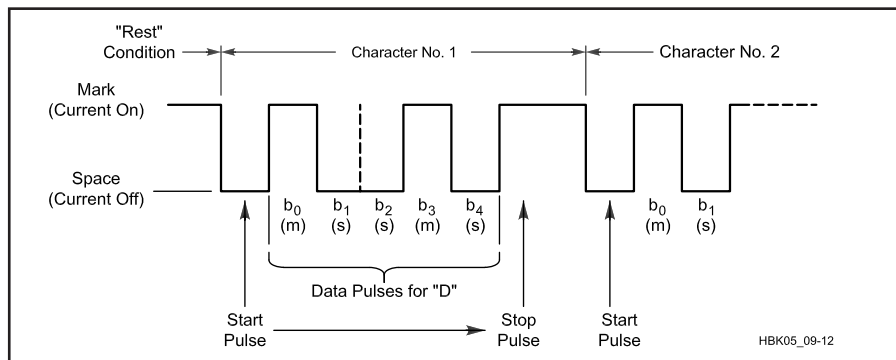 "Rest"
Condition
Character No. 1
Character No. 2
Mark
(Current On)
Space
(Current Off)
b0 b1 b2 b3 b4 b0 b1
(m) (s) (s) (m) (s) (m) (s)
Data Pulses for "D"
Start
Pulse
Stop
Pulse
Start
Pulse
HBK05_09-12